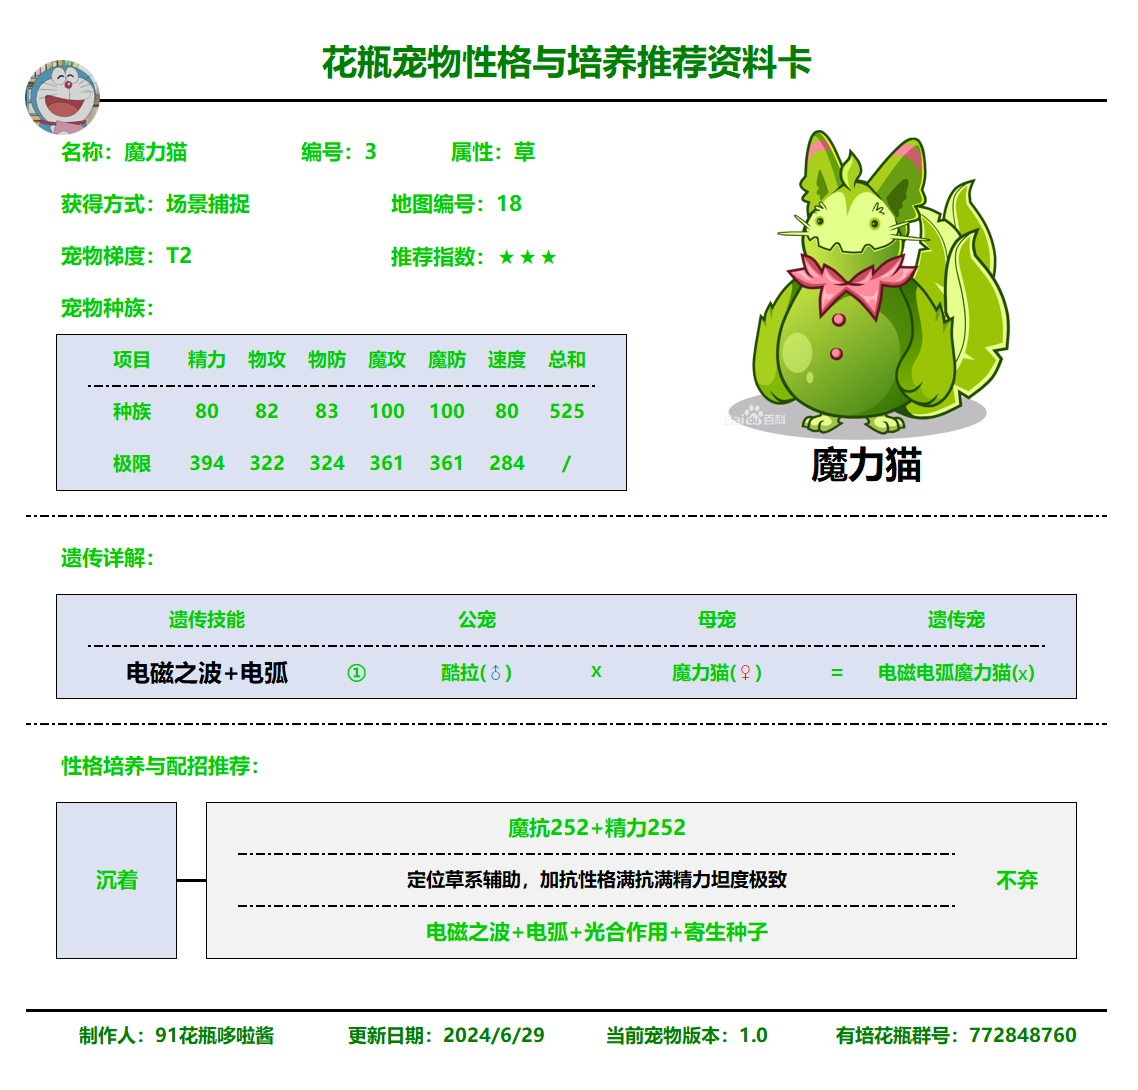 花瓶宠物性格与培养推荐资料卡
名称：魔力猫 编号：3 属性：草
获得方式：场景捕捉 地图编号：18
宠物梯度：T2 推荐指数：★★★
宠物种族：
项目 精力 物攻 物防 魔攻 魔防 速度 总和
种族 80 82 83 100 100 80 525
极限 394 322 324 361 361 284 /
Baidu百科
魔力猫
遗传详解：
遗传技能 公宠 母宠 遗传宠
电磁之波+电弧 ① 酷拉(♂) x 魔力猫(♀) = 电磁电弧魔力猫(x)
性格培养与配招推荐：
沉着
魔抗252+精力252
定位草系辅助，加抗性格满抗满精力坦度极致
不弃
电磁之波+电弧+光合作用+寄生种子
制作人：91花瓶哆啦酱 更新日期：2024/6/29 当前宠物版本：1.0 有培花瓶群号：772848760